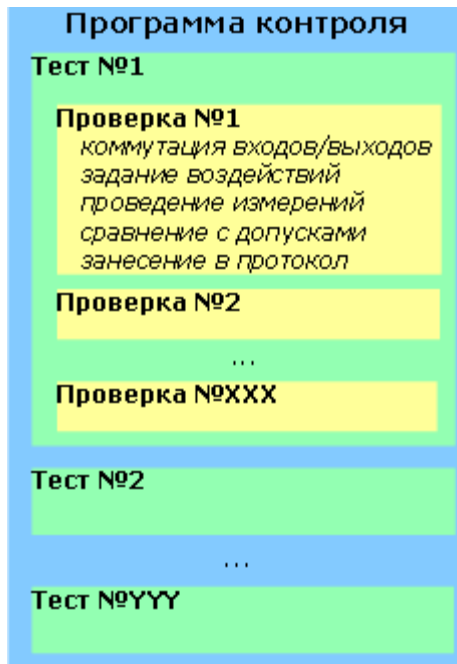 Программа контроля
Тест №1
Проверка №1
коммутация входов/выходов
задание воздействий
проведение измерений
сравнение с допусками
занесение в протокол
Проверка №2
...
Проверка №XXX
Тест №2
...
Тест №YYY